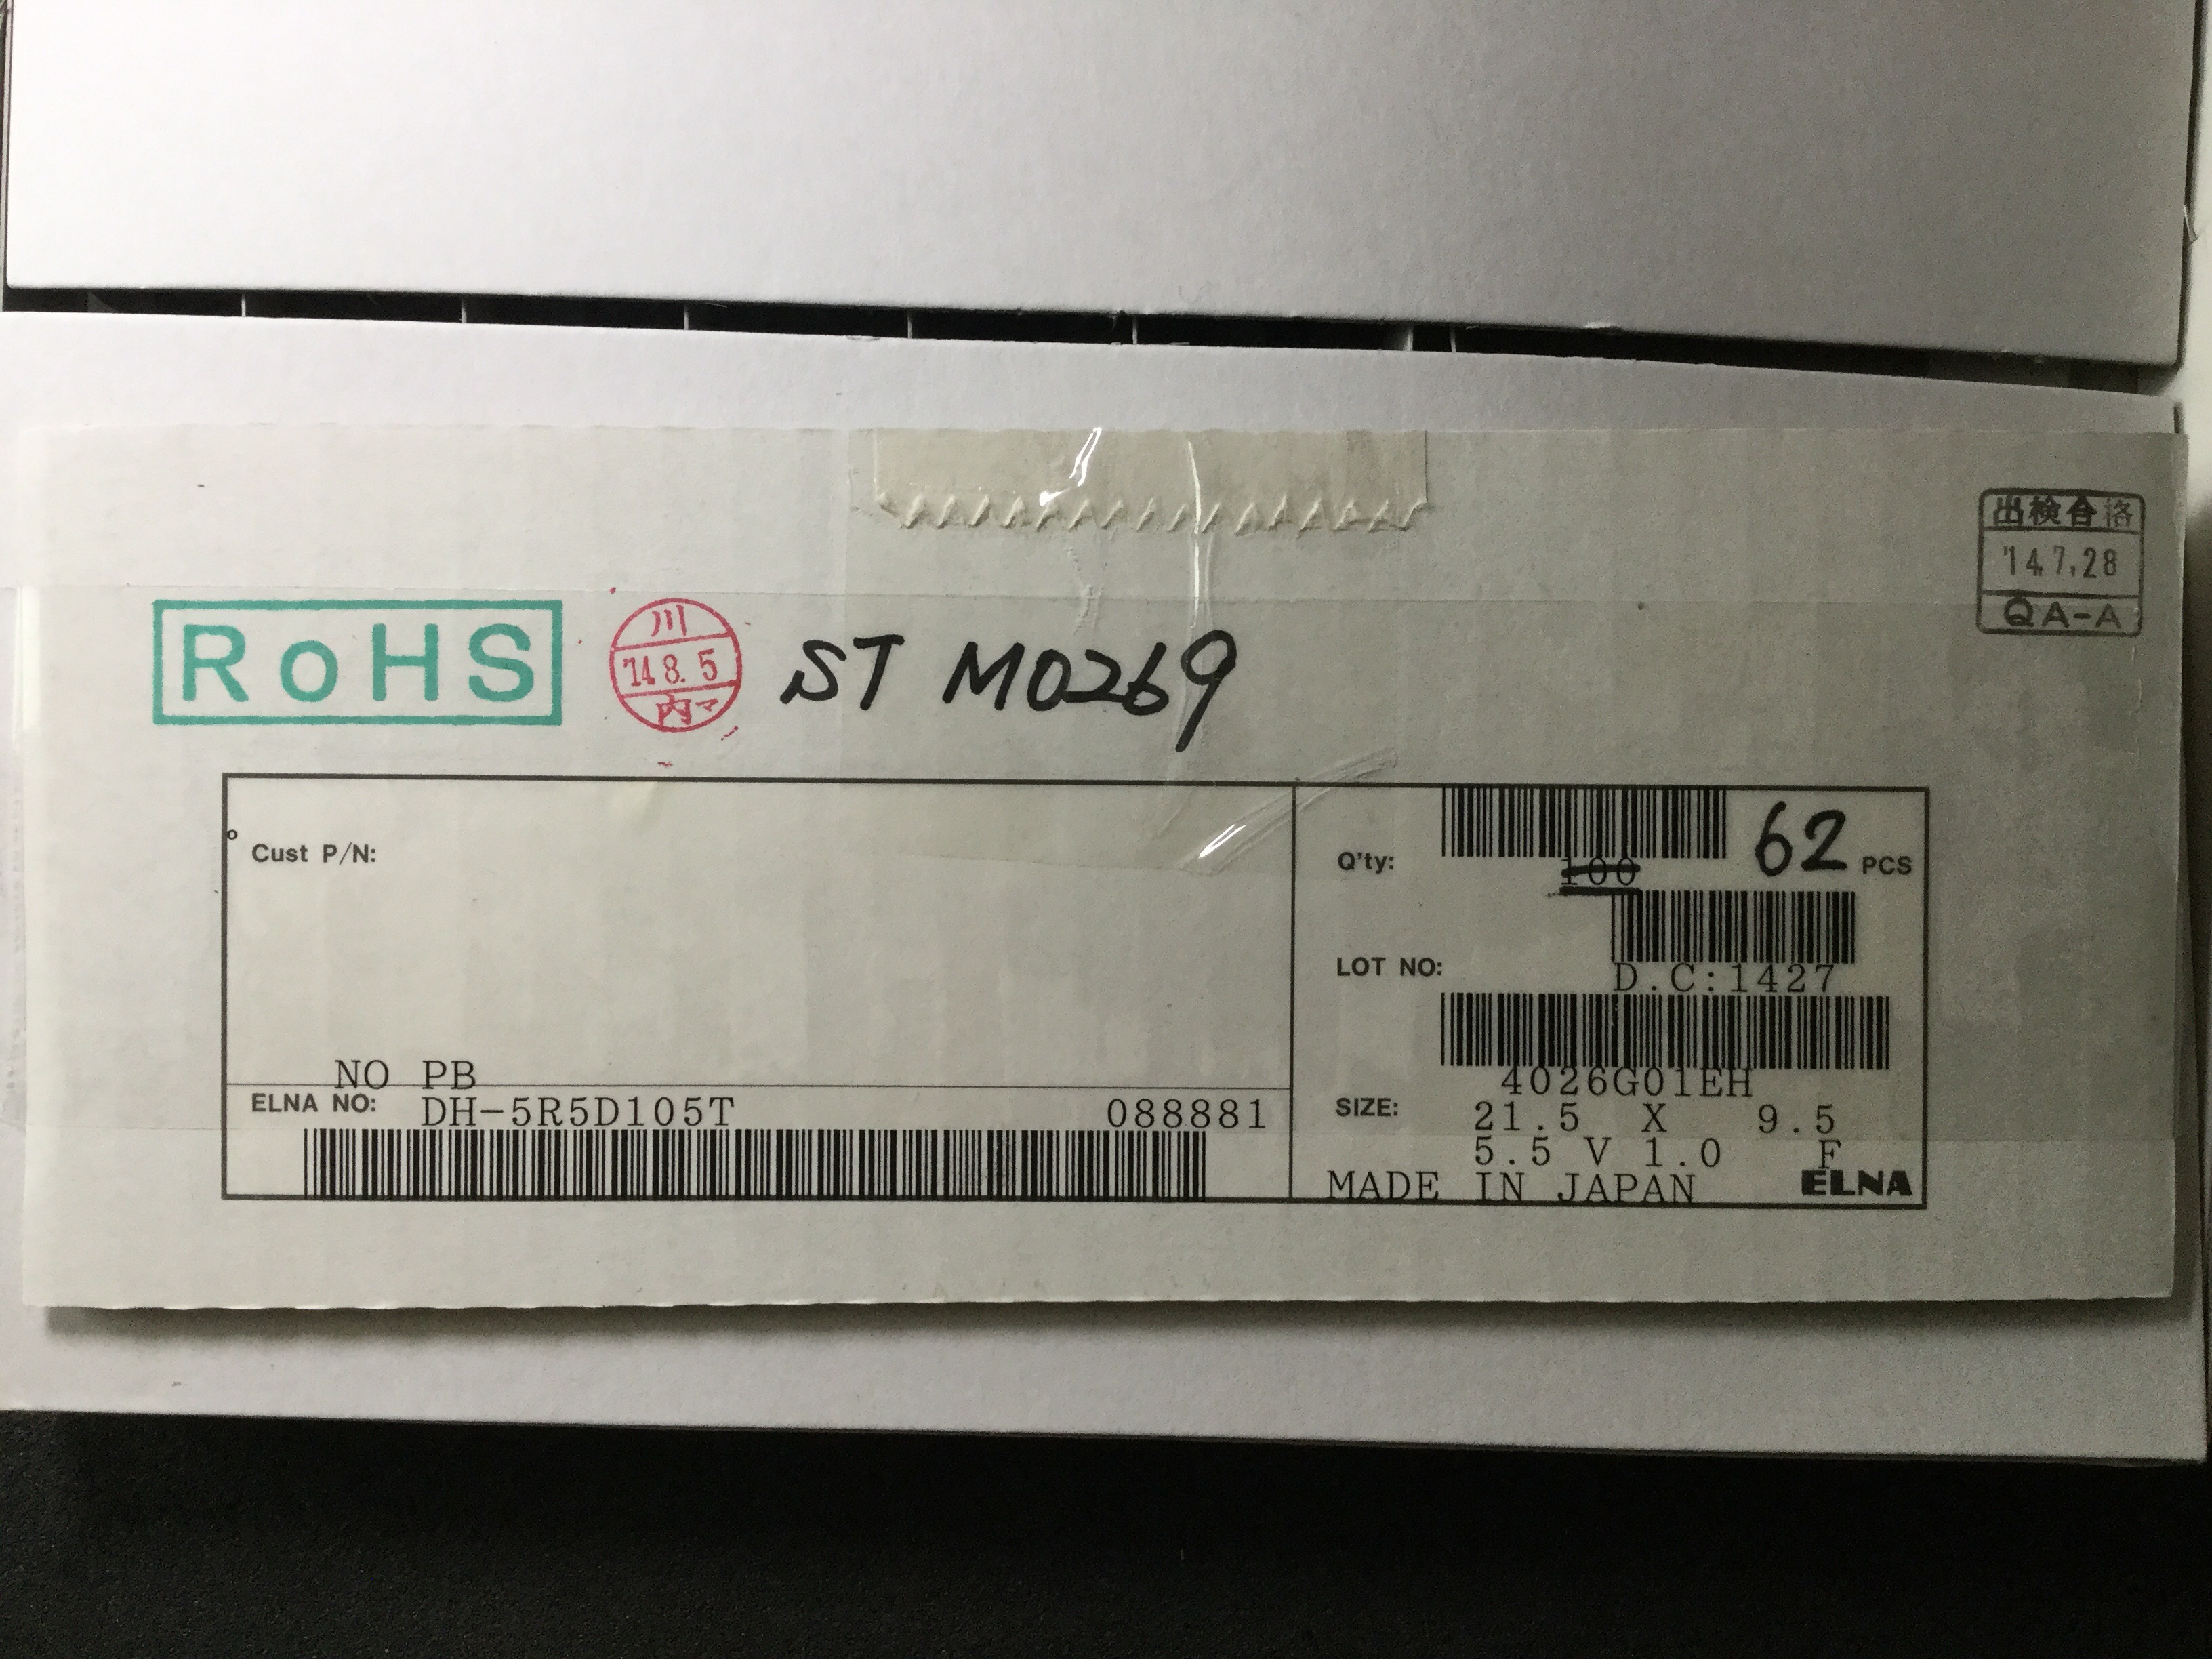 出検合格
'14.7.28
QA-A
RoHS
川
'14.8.5
内マ
ST M0269
Cust P/N:
Q'ty:
100
62 PCS
LOT NO:
D.C:1427
4026G01EH
NO PB
ELNA NO: DH-5R5D105T 088881
SIZE: 21.5 X 9.5
5.5 V 1.0 F
MADE IN JAPAN ELNA